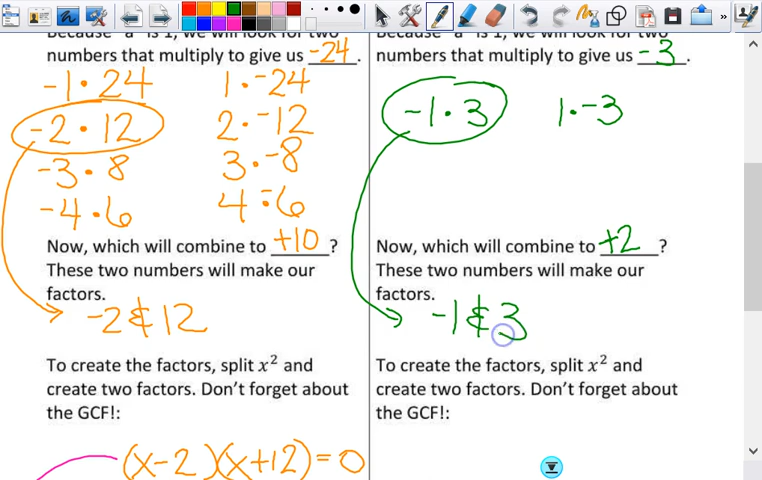 Because "a" is 1, we will look for two
numbers that multiply to give us -24.
-1 · 24 1 · -24
-2 · 12 2 · -12
-3 · 8 3 · -8
-4 · 6 4 · -6
Now, which will combine to +10?
These two numbers will make our
factors.
-2 & 12
To create the factors, split x² and
create two factors. Don't forget about
the GCF!:
(x-2)(x+12)=0
Because "a" is 1, we will look for two
numbers that multiply to give us -3.
-1 · 3 1 · -3
Now, which will combine to +2?
These two numbers will make our
factors.
-1 & 3
To create the factors, split x² and
create two factors. Don't forget about
the GCF!: